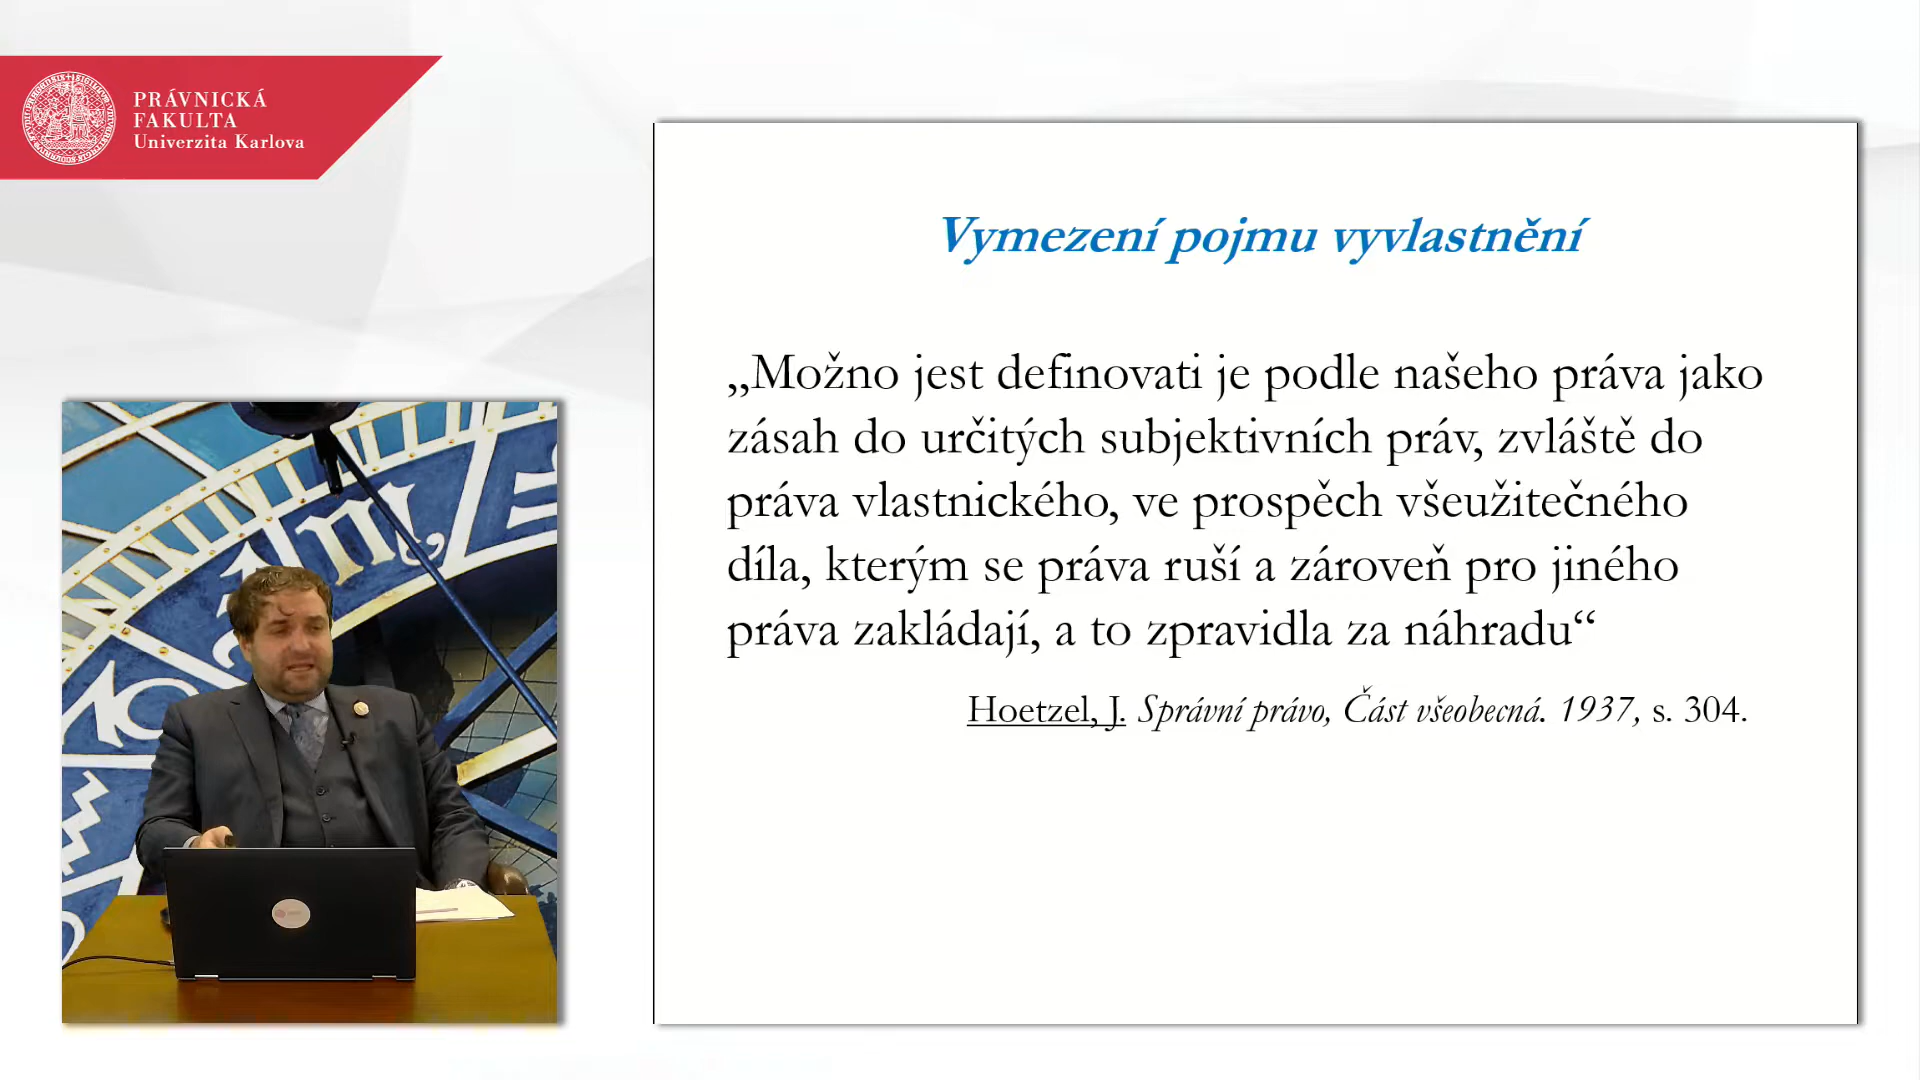 PRÁVNICKÁ
FAKULTA
Univerzita Karlova
Vymezení pojmu vyvlastnění
„Možno jest definovati je podle našeho práva jako
zásah do určitých subjektivních práv, zvláště do
práva vlastnického, ve prospěch všeužitečného
díla, kterým se práva ruší a zároveň pro jiného
práva zakládají, a to zpravidla za náhradu“
Hoetzel, J. Správní právo, Část všeobecná. 1937, s. 304.